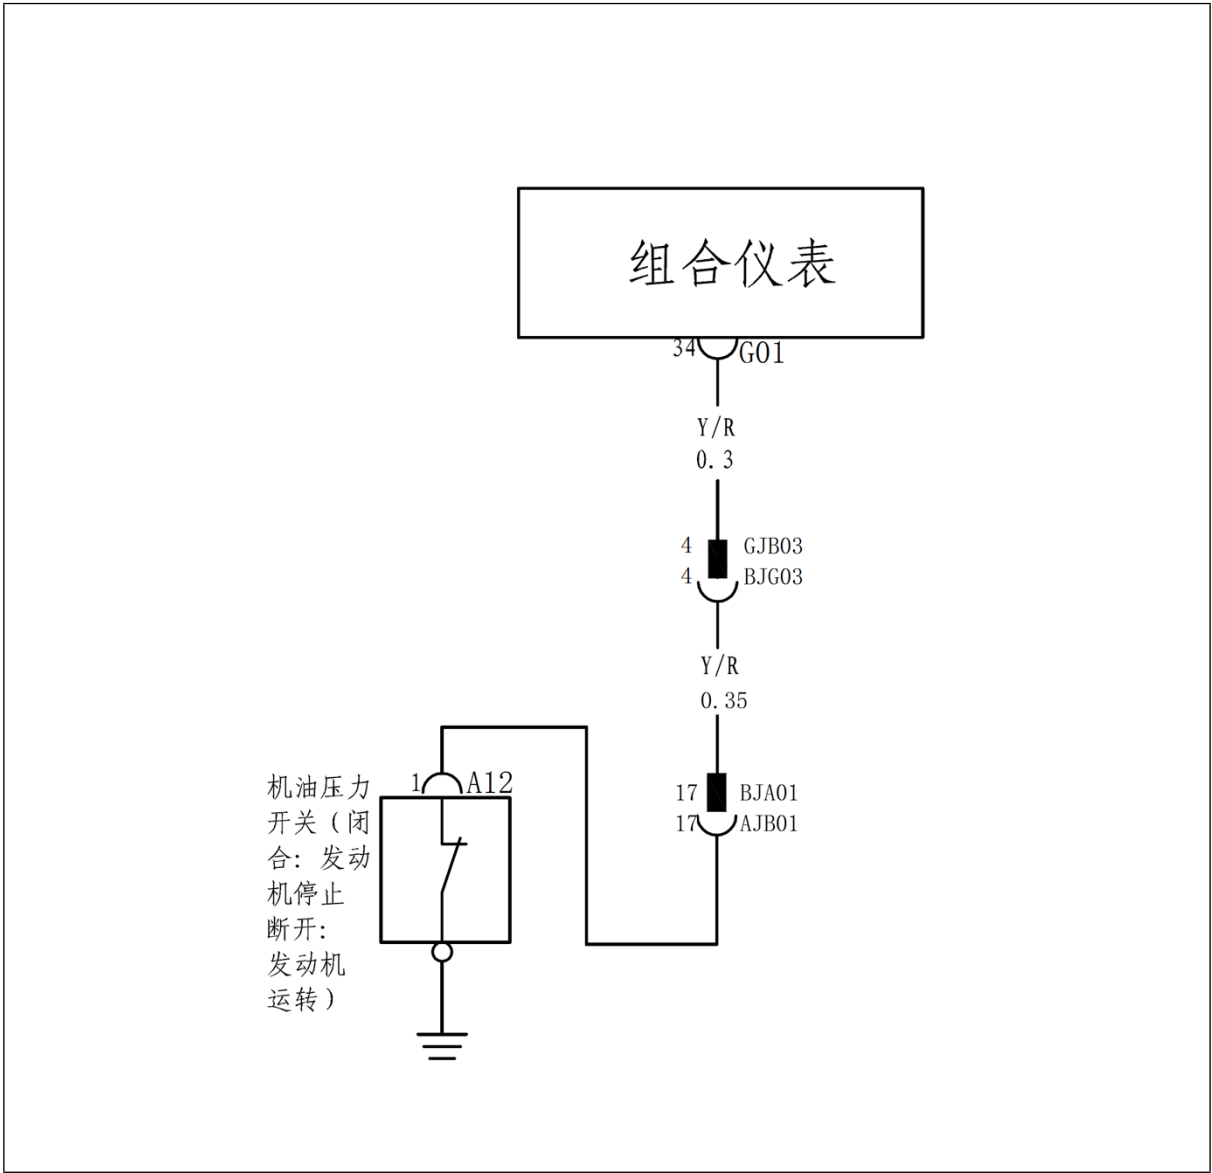 组合仪表
34 G01
Y/R
0.3
4 GJB03
4 BJG03
Y/R
0.35
17 BJA01
17 AJB01
1 A12
机油压力
开关（闭
合：发动
机停止
断开：
发动机
运转）